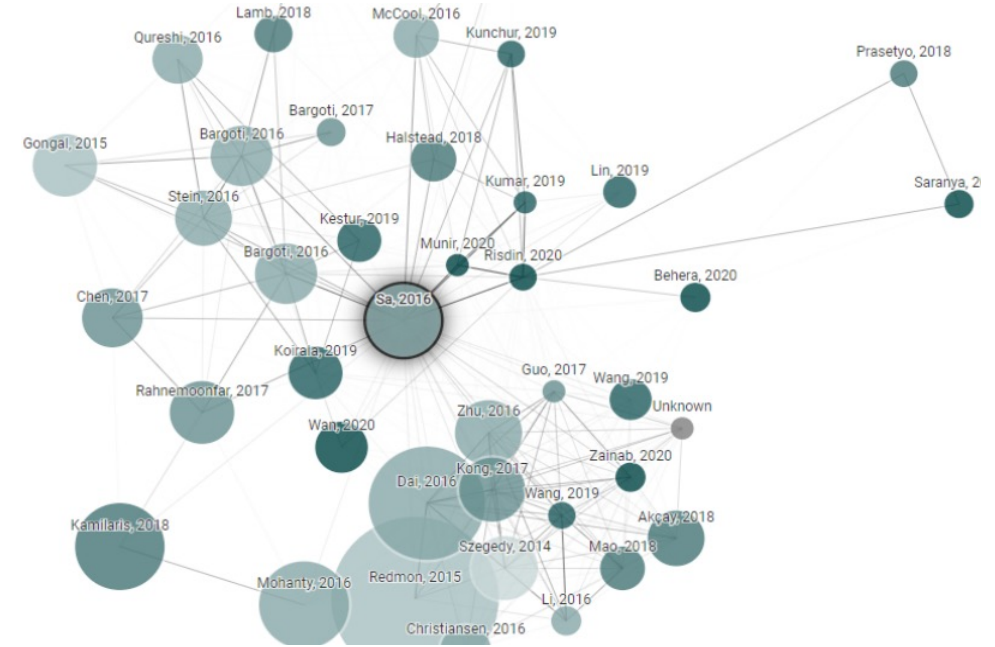 Lamb, 2018
McCool, 2016
Qureshi, 2016
Kunchur, 2019
Prasetyo, 2018
Bargoti, 2017
Bargoti, 2016
Halstead, 2018
Gongal, 2015
Lin, 2019
Kumar, 2019
Saranya, 2
Stein, 2016
Kestur, 2019
Munir, 2020
Bargoti, 2016
Risdin, 2020
Behera, 2020
Chen, 2017
Sa, 2016
Koirala, 2019
Guo, 2017
Wang, 2019
Rahnemoonfar, 2017
Unknown
Zhu, 2016
Wan, 2020
Zainab, 2020
Kong, 2017
Dai, 2016
Wang, 2019
Akçay, 2018
Kamilaris, 2018
Szegedy, 2014
Mao, 2018
Redmon, 2015
Mohanty, 2016
Li, 2016
Christiansen, 2016